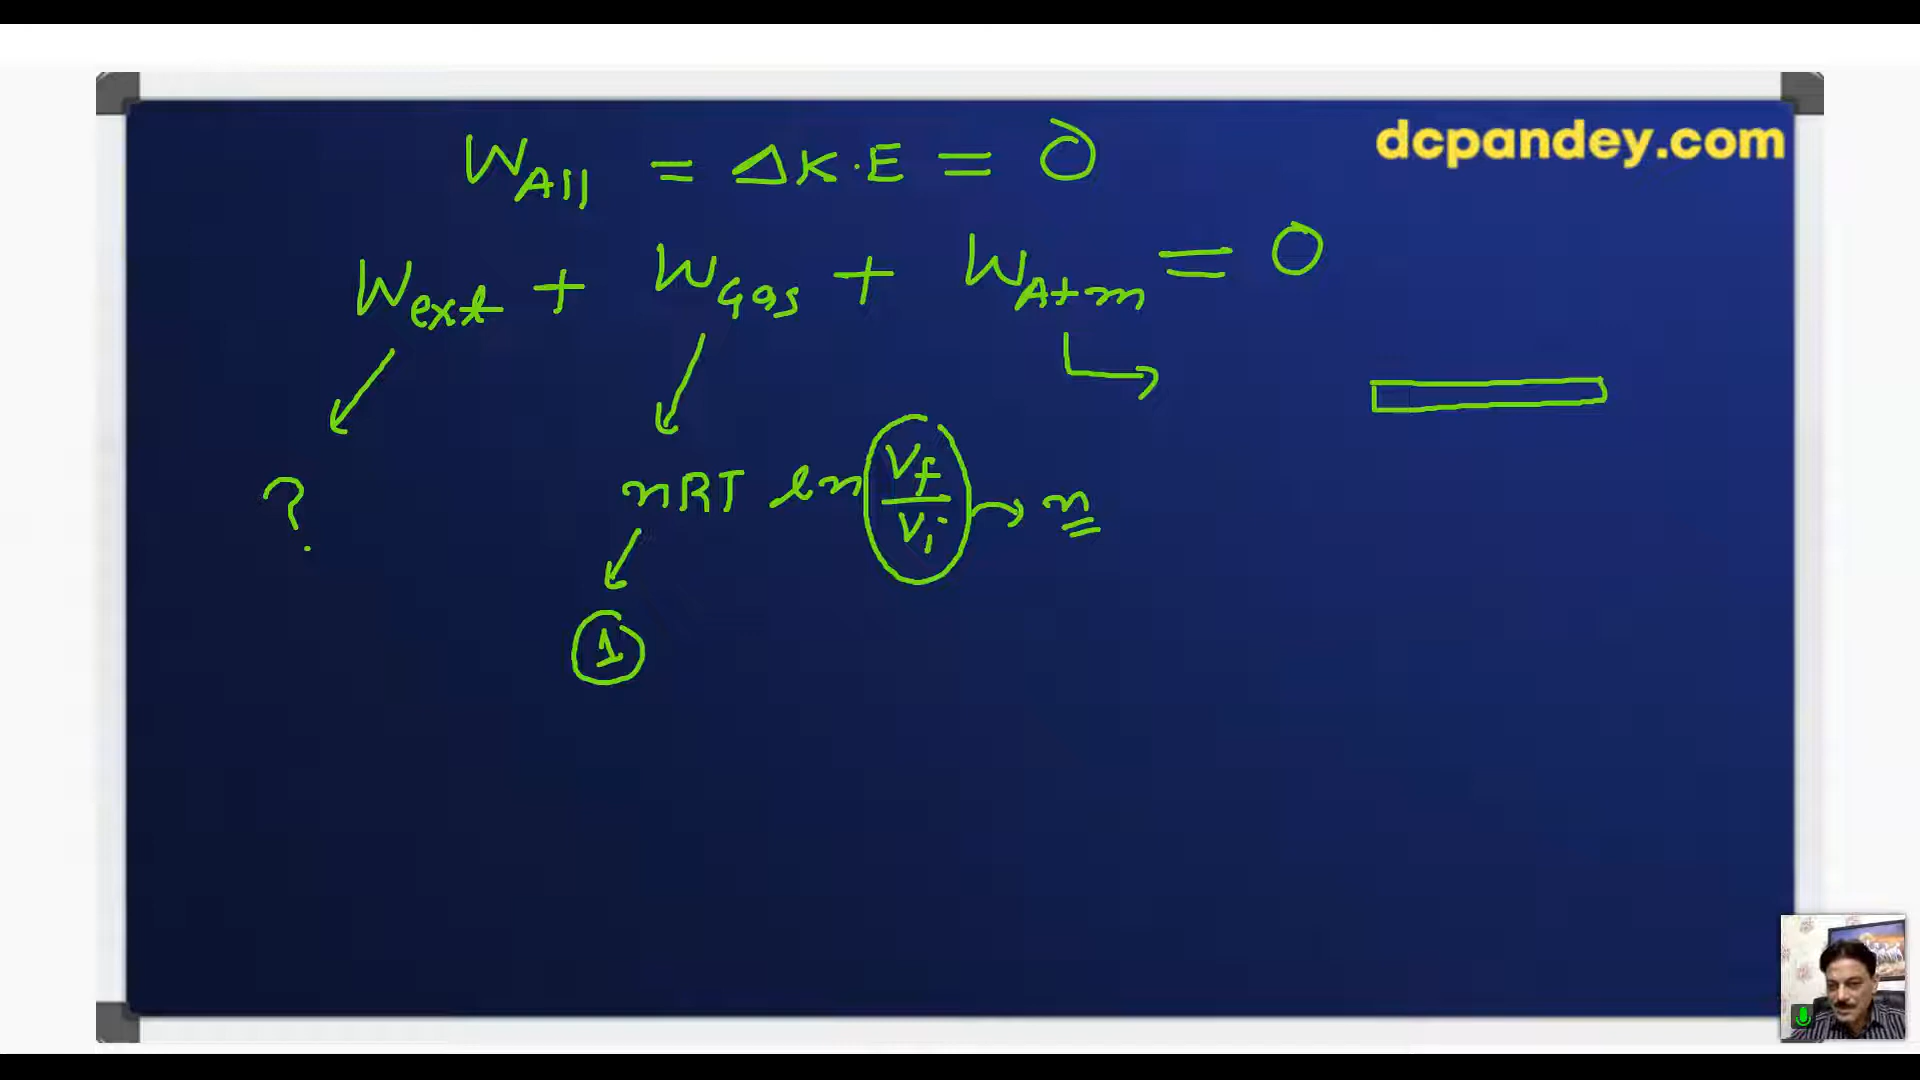 dcpandey.com
W_All = ΔK.E = 0
W_ext + W_Gas + W_Atm = 0
?
nRT ln V_f/V_i → n
1